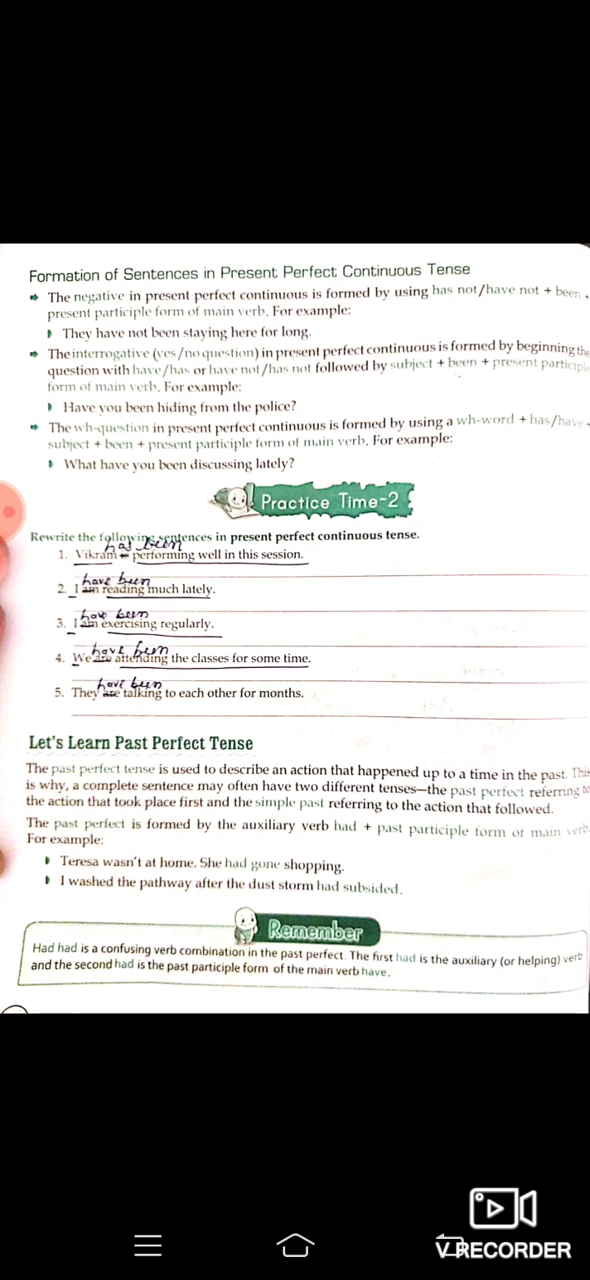 Formation of Sentences in Present Perfect Continuous Tense
The negative in present perfect continuous is formed by using has not/have not + been
present participle form of main verb. For example:
They have not been staying here for long.
The interrogative (yes/no question) in present perfect continuous is formed by beginning the
question with have/has or have not/has not followed by subject + been + present participle
form of main verb. For example:
Have you been hiding from the police?
The wh-question in present perfect continuous is formed by using a wh-word + has/have +
subject + been + present participle form of main verb. For example:
What have you been discussing lately?
Practice Time-2
Rewrite the following sentences in present perfect continuous tense.
has been
1. Vikram performing well in this session.
have been
2. I am reading much lately.
have been
3. I am exercising regularly.
have been
4. We are attending the classes for some time.
have been
5. They are talking to each other for months.
Let's Learn Past Perfect Tense
The past perfect tense is used to describe an action that happened up to a time in the past. This
is why, a complete sentence may often have two different tenses—the past perfect referring to
the action that took place first and the simple past referring to the action that followed.
The past perfect is formed by the auxiliary verb had + past participle form of main verb.
For example:
Teresa wasn't at home. She had gone shopping.
I washed the pathway after the dust storm had subsided.
Remember
Had had is a confusing verb combination in the past perfect. The first had is the auxiliary (or helping) verb
and the second had is the past participle form of the main verb have.
V RECORDER